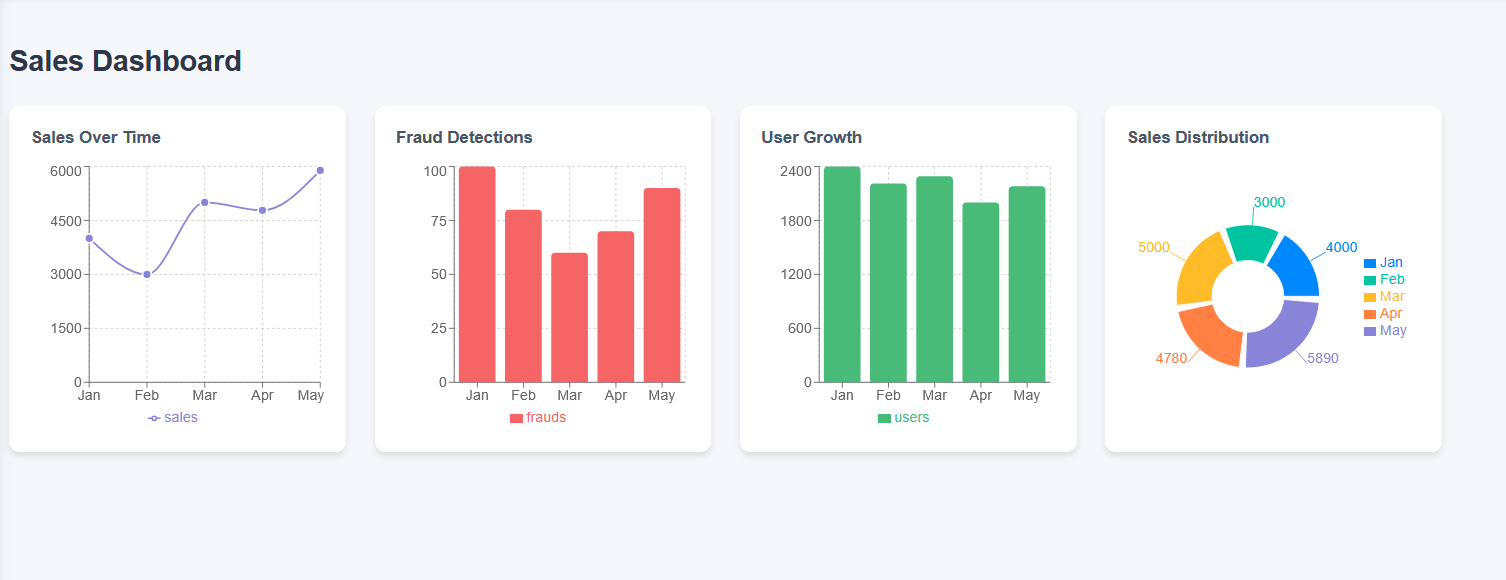 Sales Dashboard
Sales Over Time
6000
4500
3000
1500
0
Jan Feb Mar Apr May
sales
Fraud Detections
100
75
50
25
0
Jan Feb Mar Apr May
frauds
User Growth
2400
1800
1200
600
0
Jan Feb Mar Apr May
users
Sales Distribution
3000
5000
4000
4780
5890
Jan
Feb
Mar
Apr
May